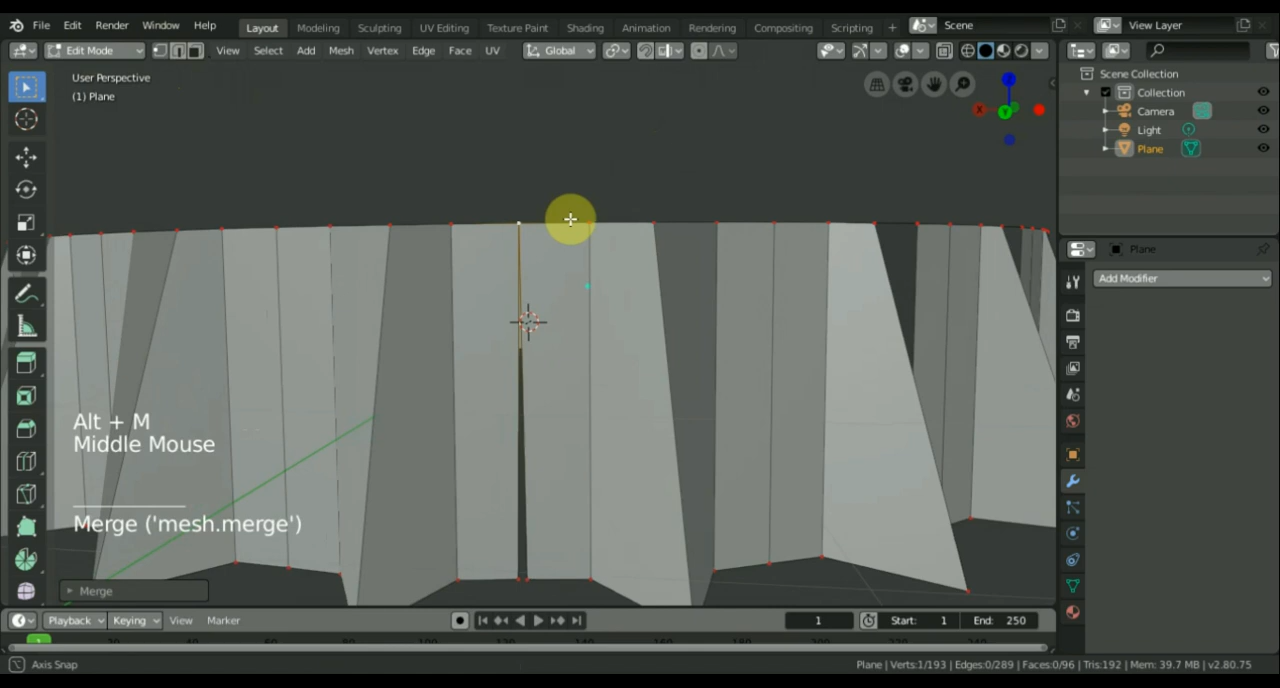 File Edit Render Window Help Layout Modeling Sculpting UV Editing Texture Paint Shading Animation Rendering Compositing Scripting + Scene View Layer
Edit Mode View Select Add Mesh Vertex Edge Face UV Global
User Perspective
(1) Plane
Scene Collection
Collection
Camera
Light
Plane
Plane
Add Modifier
X
Y
Alt + M
Middle Mouse
Merge ('mesh.merge')
Merge
Playback Keying View Marker 1 Start: 1 End: 250
1
Axis Snap Plane | Verts:1/193 | Edges:0/289 | Faces:0/96 | Tris:192 | Mem: 39.7 MB | v2.80.75